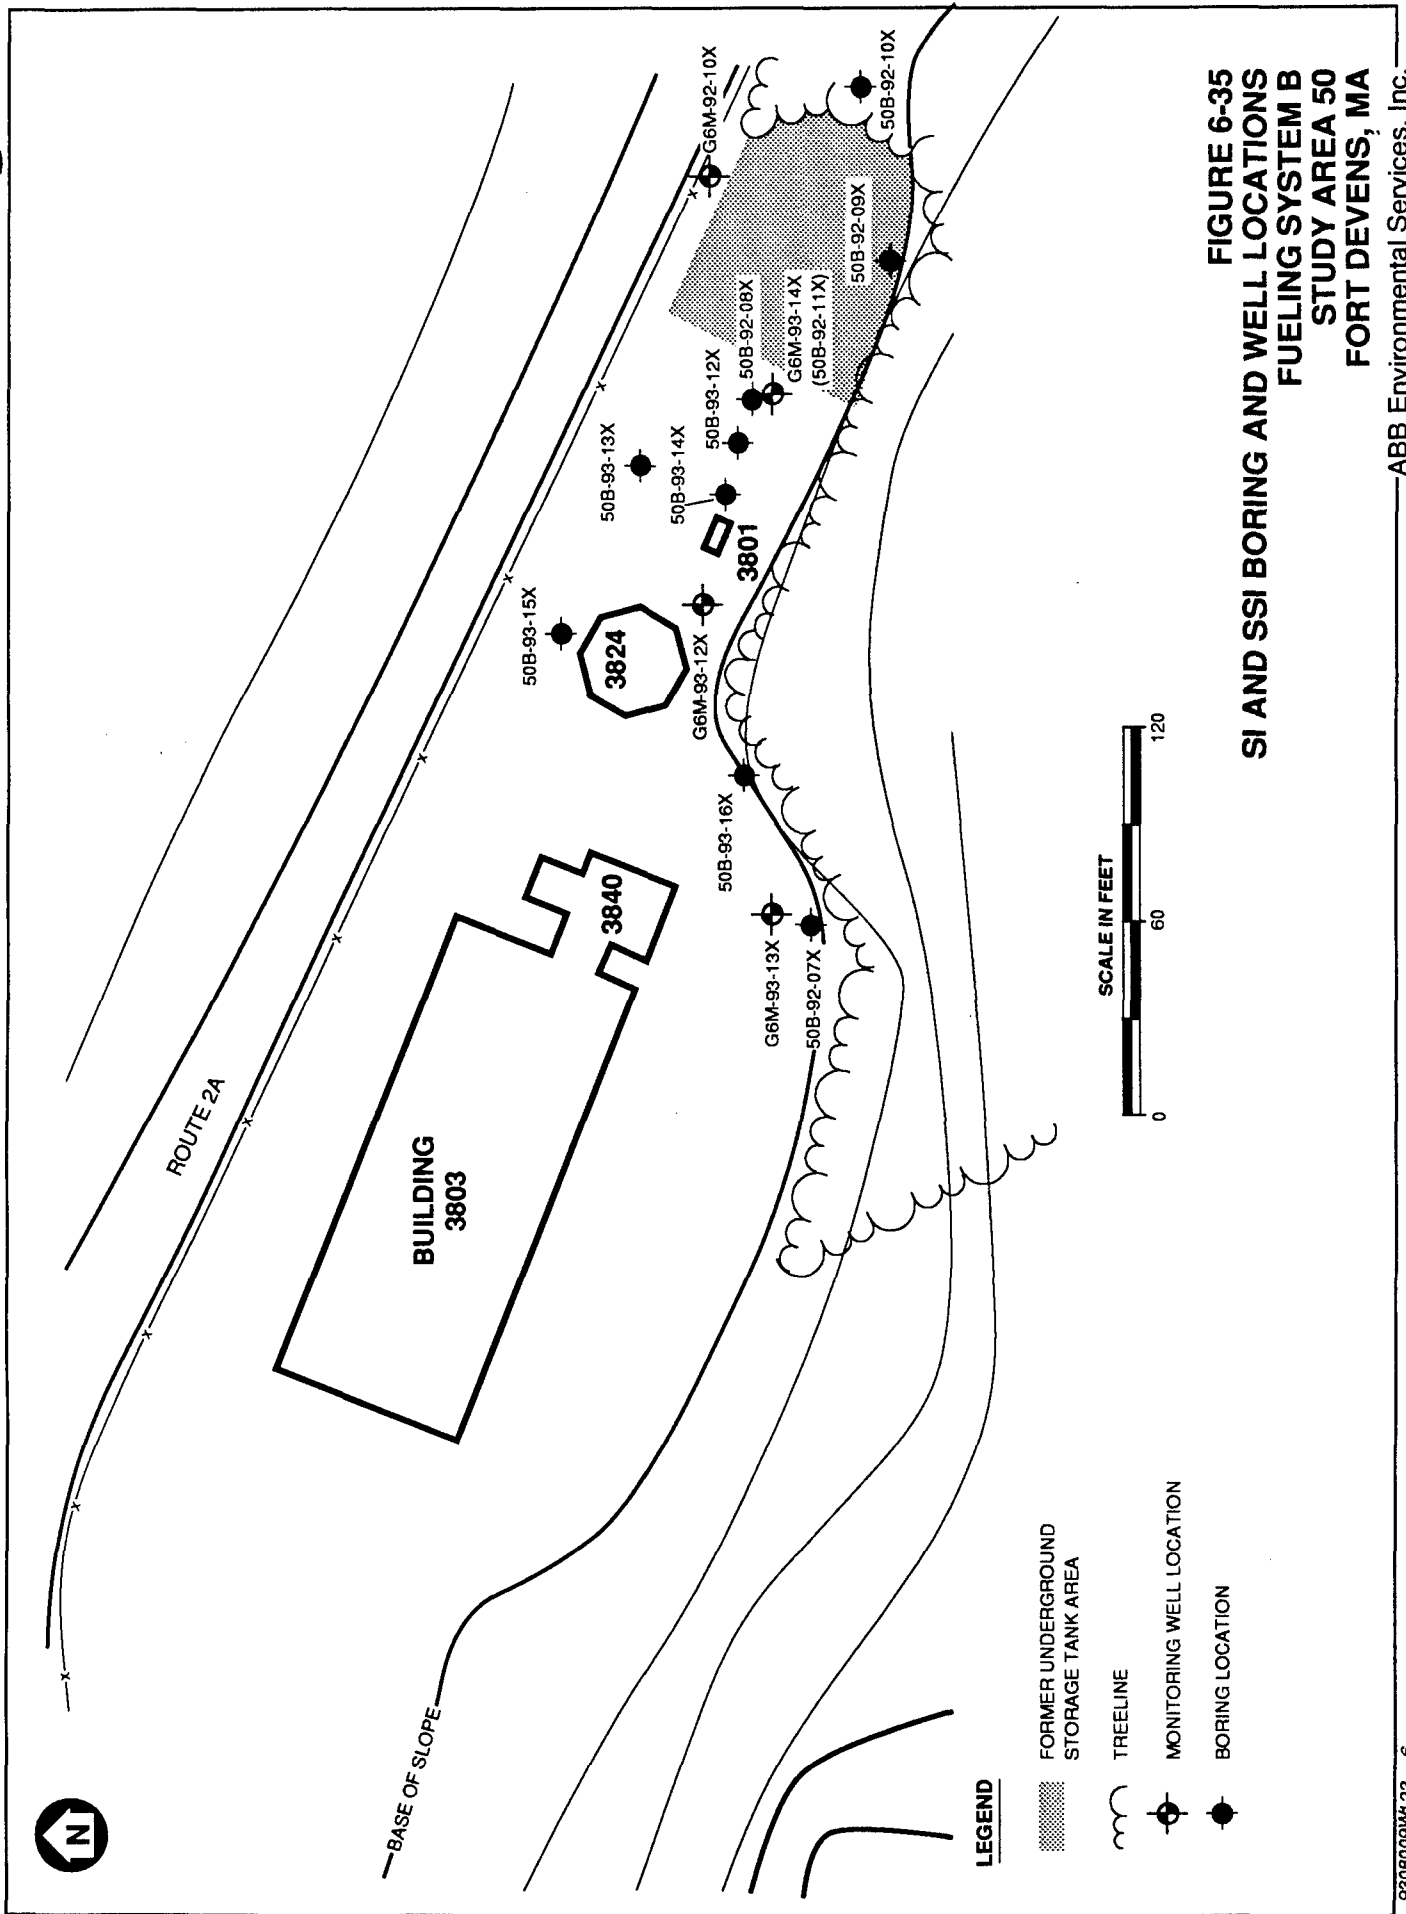 N
ROUTE 2A
BASE OF SLOPE
BUILDING
3803
3840
3824
3801
50B-93-15X
50B-93-13X
50B-93-14X
50B-93-12X
50B-92-08X
G6M-93-14X
(50B-92-11X)
50B-92-09X
G6M-92-10X
50B-92-10X
G6M-93-12X
50B-93-16X
G6M-93-13X
50B-92-07X
x
x
x
x
x
x
x
x
x
x
LEGEND
FORMER UNDERGROUND
STORAGE TANK AREA
TREELINE
MONITORING WELL LOCATION
BORING LOCATION
SCALE IN FEET
0 60 120
FIGURE 6-35
SI AND SSI BORING AND WELL LOCATIONS
FUELING SYSTEM B
STUDY AREA 50
FORT DEVENS, MA
ABB Environmental Services, Inc.